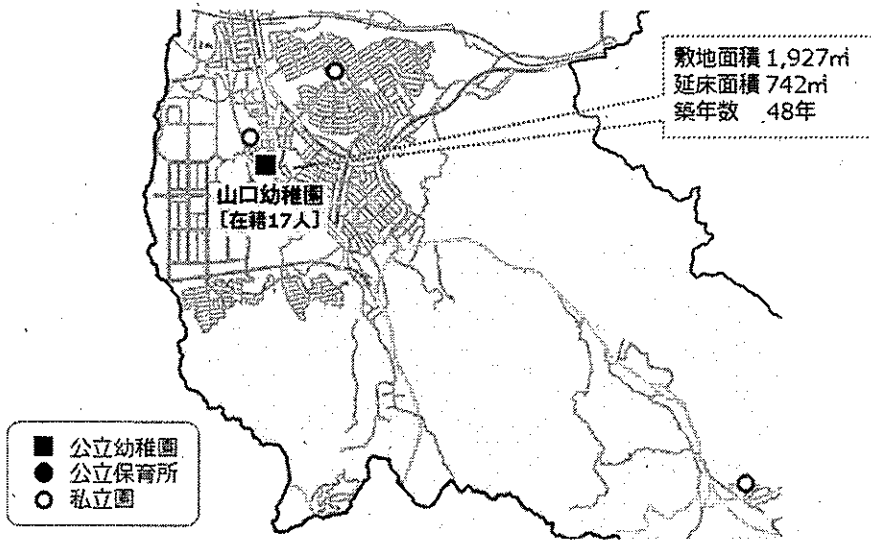 敷地面積 1,927㎡
延床面積 742㎡
築年数 48年
山口幼稚園
［在籍17人］
■ 公立幼稚園
● 公立保育所
○ 私立園